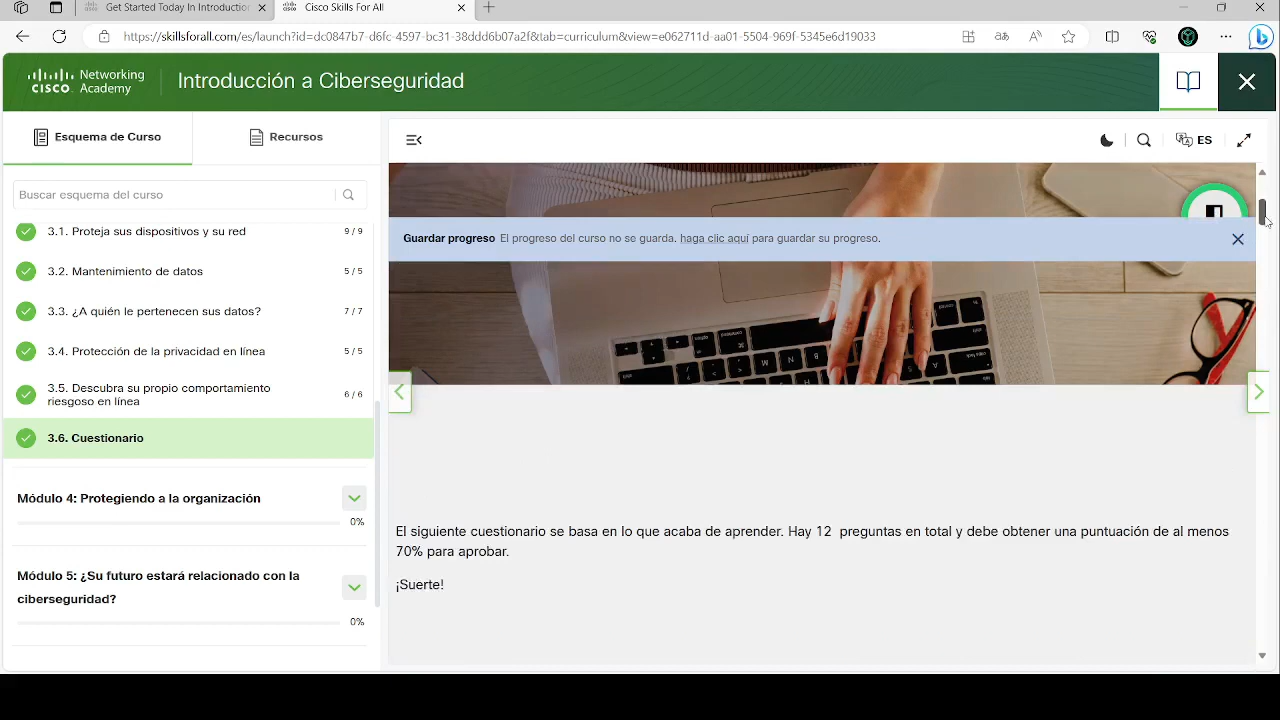 Get Started Today In Introduction
Cisco Skills For All
https://skillsforall.com/es/launch?id=dc0847b7-d6fc-4597-bc31-38ddd6b07a2f&tab=curriculum&view=e062711d-aa01-5504-969f-5345e6d19033
CISCO Networking Academy
Introducción a Ciberseguridad
Esquema de Curso
Recursos
ES
Buscar esquema del curso
3.1. Proteja sus dispositivos y su red 9 / 9
3.2. Mantenimiento de datos 5 / 5
3.3. ¿A quién le pertenecen sus datos? 7 / 7
3.4. Protección de la privacidad en línea 5 / 5
3.5. Descubra su propio comportamiento
riesgoso en línea 6 / 6
3.6. Cuestionario
Módulo 4: Protegiendo a la organización
0%
Módulo 5: ¿Su futuro estará relacionado con la
ciberseguridad?
0%
Guardar progreso El progreso del curso no se guarda. haga clic aquí para guardar su progreso.
El siguiente cuestionario se basa en lo que acaba de aprender. Hay 12 preguntas en total y debe obtener una puntuación de al menos
70% para aprobar.
¡Suerte!